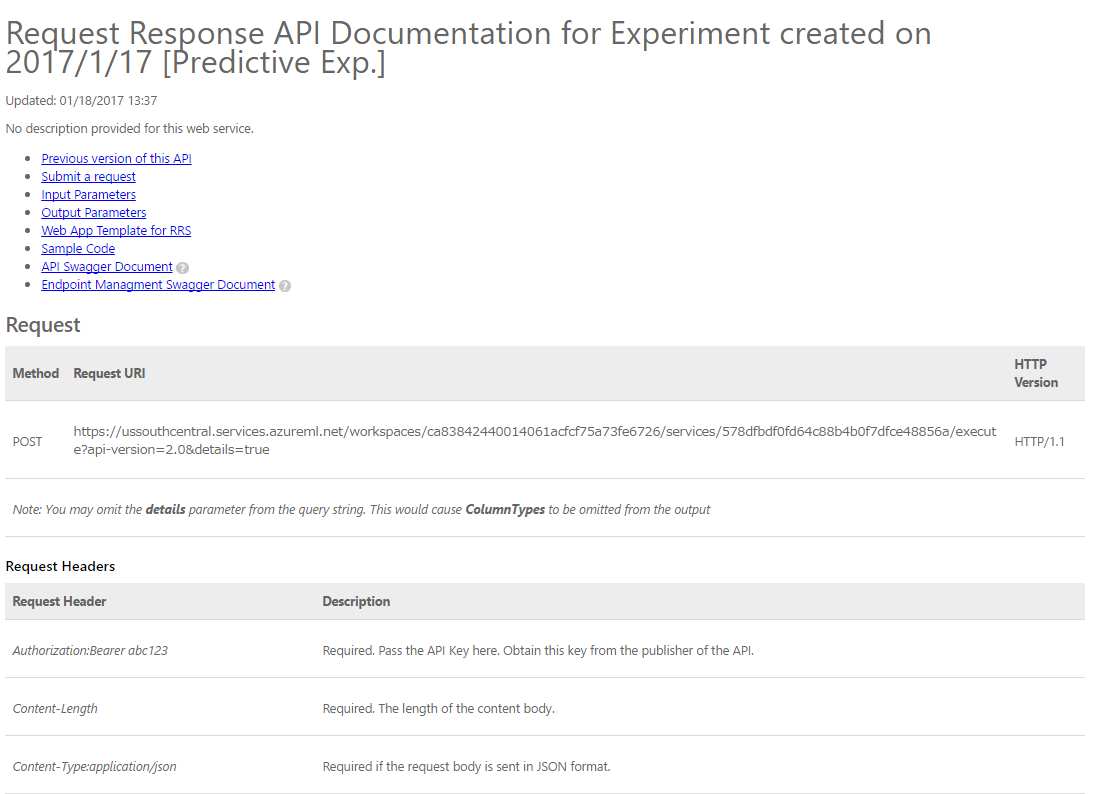 Request Response API Documentation for Experiment created on
2017/1/17 [Predictive Exp.]
Updated: 01/18/2017 13:37
No description provided for this web service.
Previous version of this API
Submit a request
Input Parameters
Output Parameters
Web App Template for RRS
Sample Code
API Swagger Document ?
Endpoint Managment Swagger Document ?
Request
Method Request URI HTTP Version
POST https://ussouthcentral.services.azureml.net/workspaces/ca83842440014061acfcf75a73fe6726/services/578dfbdf0fd64c88b4b0f7dfce48856a/execut
e?api-version=2.0&details=true HTTP/1.1
Note: You may omit the details parameter from the query string. This would cause ColumnTypes to be omitted from the output
Request Headers
Request Header Description
Authorization:Bearer abc123 Required. Pass the API Key here. Obtain this key from the publisher of the API.
Content-Length Required. The length of the content body.
Content-Type:application/json Required if the request body is sent in JSON format.